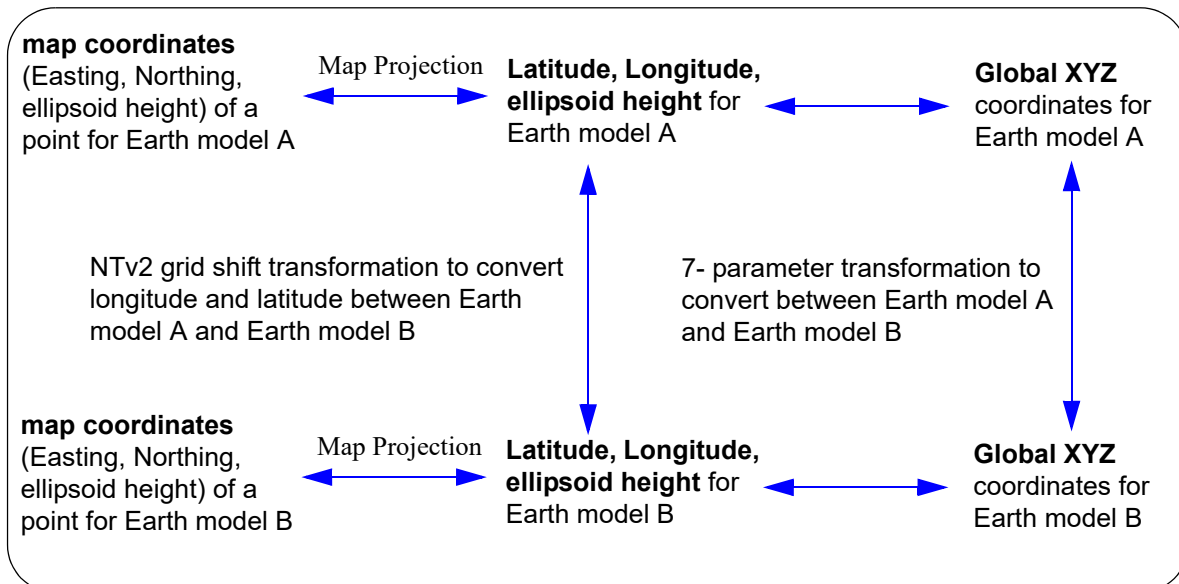 map coordinates
(Easting, Northing,
ellipsoid height) of a
point for Earth model A
Map Projection
Latitude, Longitude,
ellipsoid height for
Earth model A
Global XYZ
coordinates for
Earth model A
NTv2 grid shift transformation to convert
longitude and latitude between Earth
model A and Earth model B
7- parameter transformation to
convert between Earth model A
and Earth model B
map coordinates
(Easting, Northing,
ellipsoid height) of a
point for Earth model B
Map Projection
Latitude, Longitude,
ellipsoid height for
Earth model B
Global XYZ
coordinates for
Earth model B